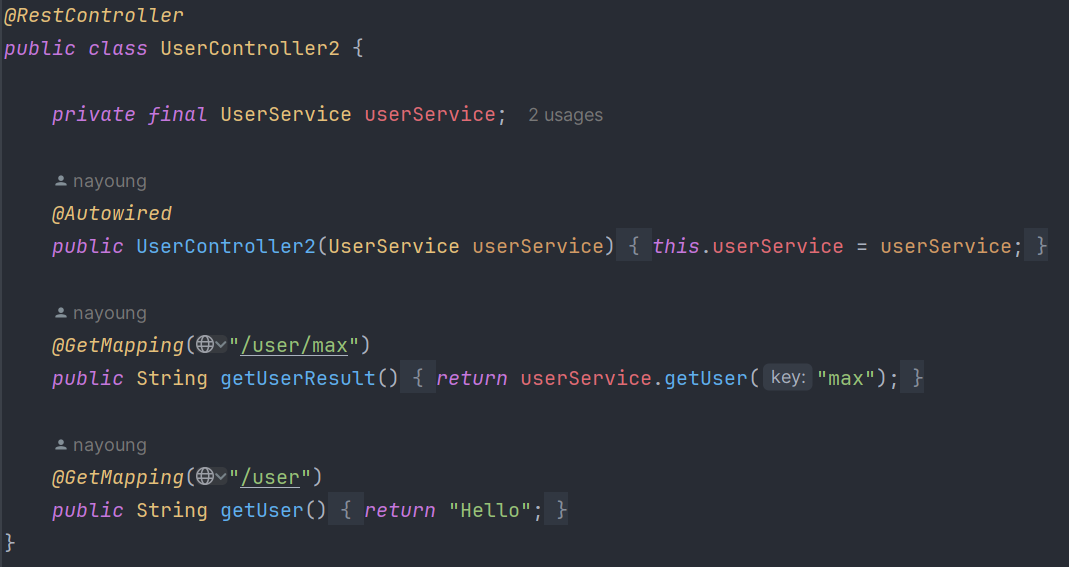 @RestController
public class UserController2 {
private final UserService userService; 2 usages
nayoung
@Autowired
public UserController2(UserService userService) { this.userService = userService; }
nayoung
@GetMapping("/user/max")
public String getUserResult() { return userService.getUser( key: "max"); }
nayoung
@GetMapping("/user")
public String getUser() { return "Hello"; }
}